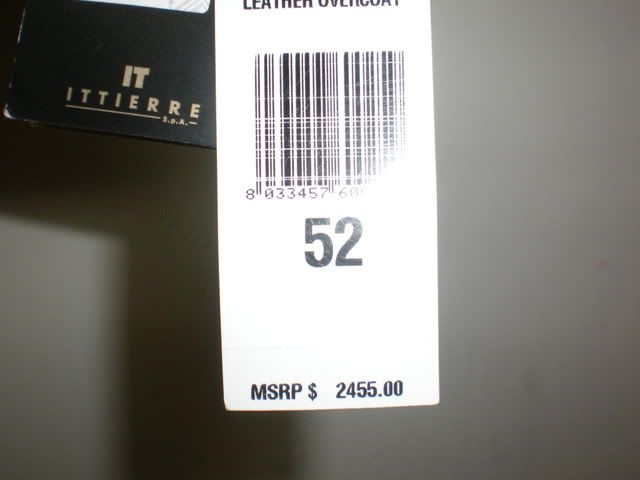 LEATHER OVERCOAT
IT
ITTIERRE
S.p.A.
8 033457 60
52
MSRP $ 2455.00